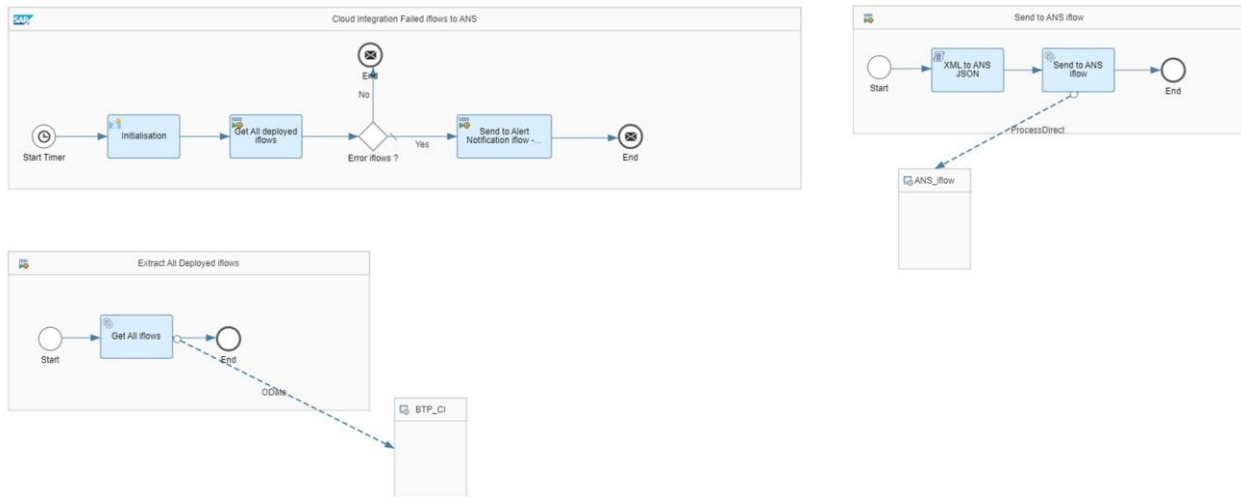 SAP
Cloud Integration Failed iflows to ANS
End
No
Start Timer
Initialisation
Get All deployed
iflows
Error iflows ?
Yes
Send to Alert
Notification iflow -...
End
Send to ANS iflow
Start
XML to ANS
JSON
Send to ANS
iflow
End
ProcessDirect
ANS_iflow
Extract All Deployed iflows
Start
Get All iflows
End
OData
BTP_CI